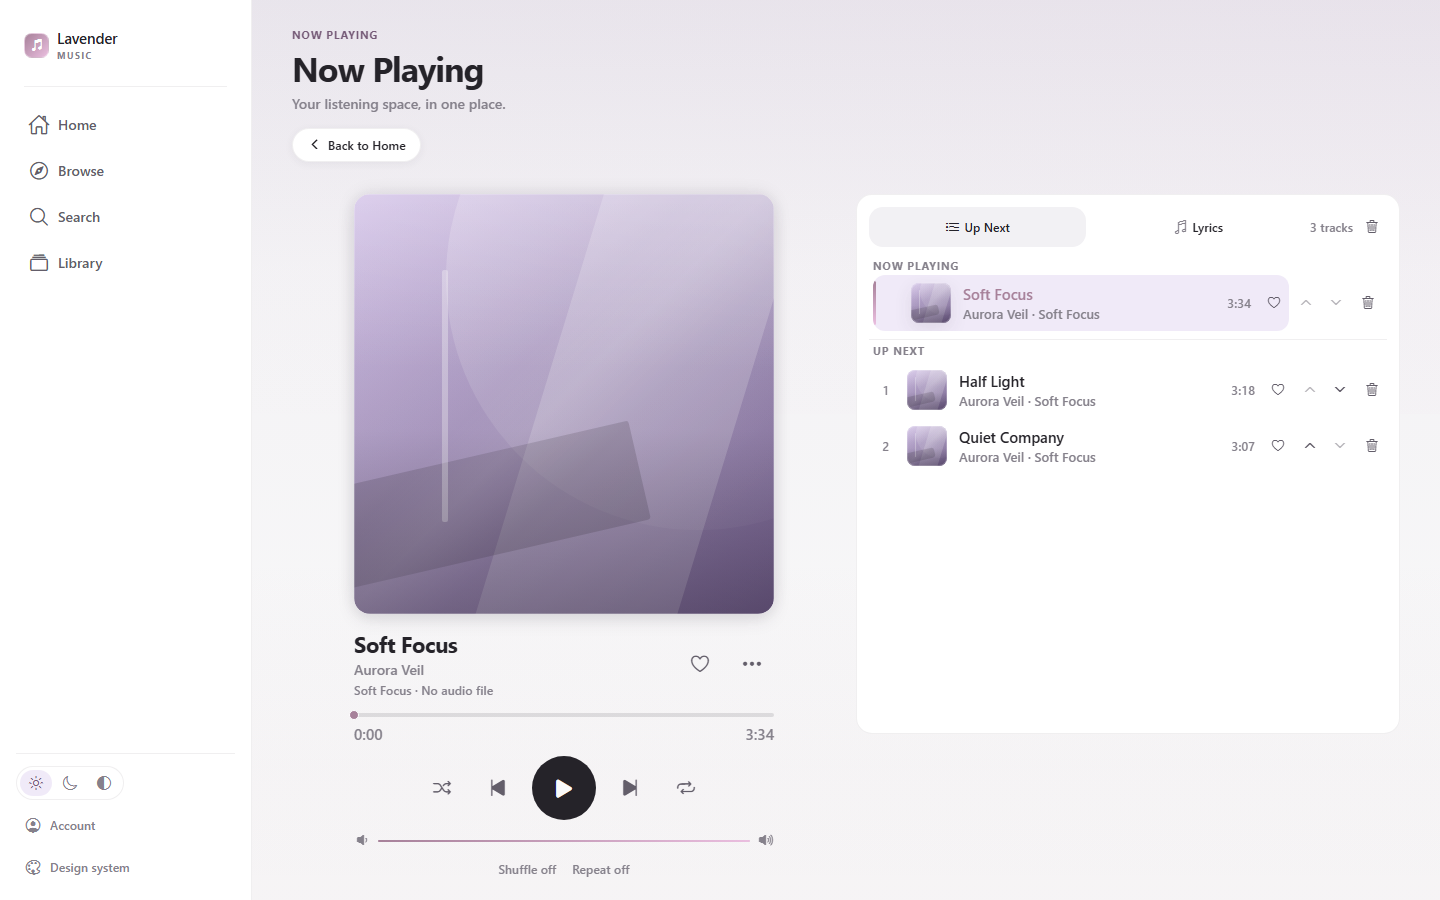 Lavender
MUSIC
Home
Browse
Search
Library
Account
Design system
NOW PLAYING
Now Playing
Your listening space, in one place.
Back to Home
Soft Focus
Aurora Veil
Soft Focus · No audio file
0:00 3:34
Shuffle off Repeat off
Up Next Lyrics 3 tracks
NOW PLAYING
Soft Focus
Aurora Veil · Soft Focus
3:34
UP NEXT
1 Half Light
Aurora Veil · Soft Focus
3:18
2 Quiet Company
Aurora Veil · Soft Focus
3:07